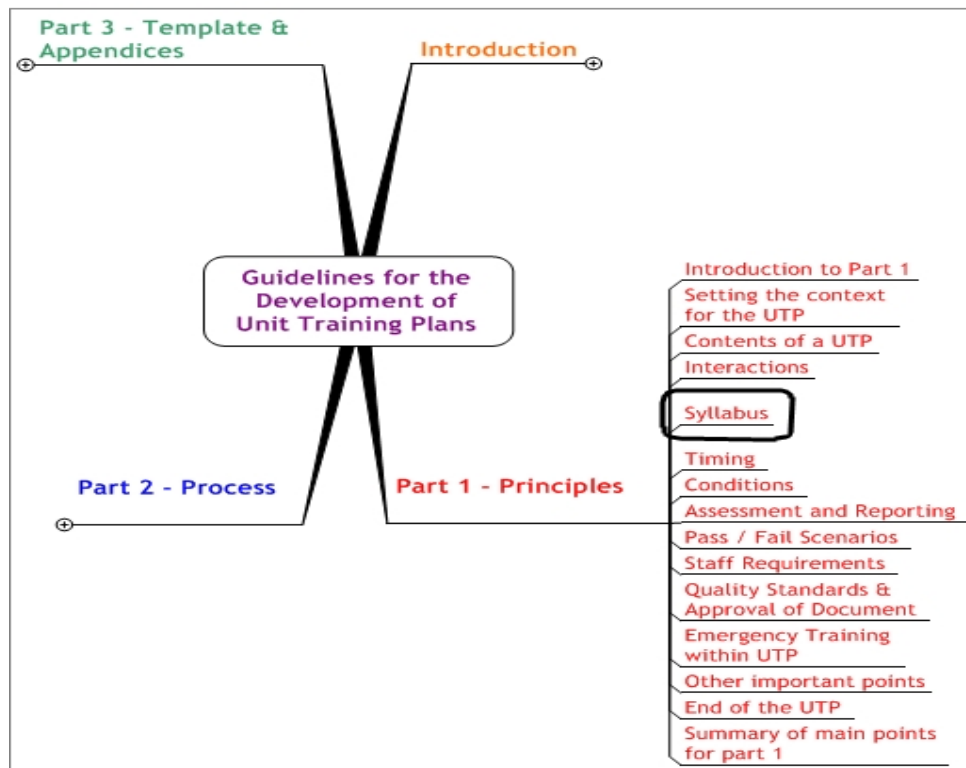 Part 3 - Template &
Appendices
Introduction
Guidelines for the
Development of
Unit Training Plans
Part 2 - Process
Part 1 - Principles
Introduction to Part 1
Setting the context
for the UTP
Contents of a UTP
Interactions
Syllabus
Timing
Conditions
Assessment and Reporting
Pass / Fail Scenarios
Staff Requirements
Quality Standards &
Approval of Document
Emergency Training
within UTP
Other important points
End of the UTP
Summary of main points
for part 1